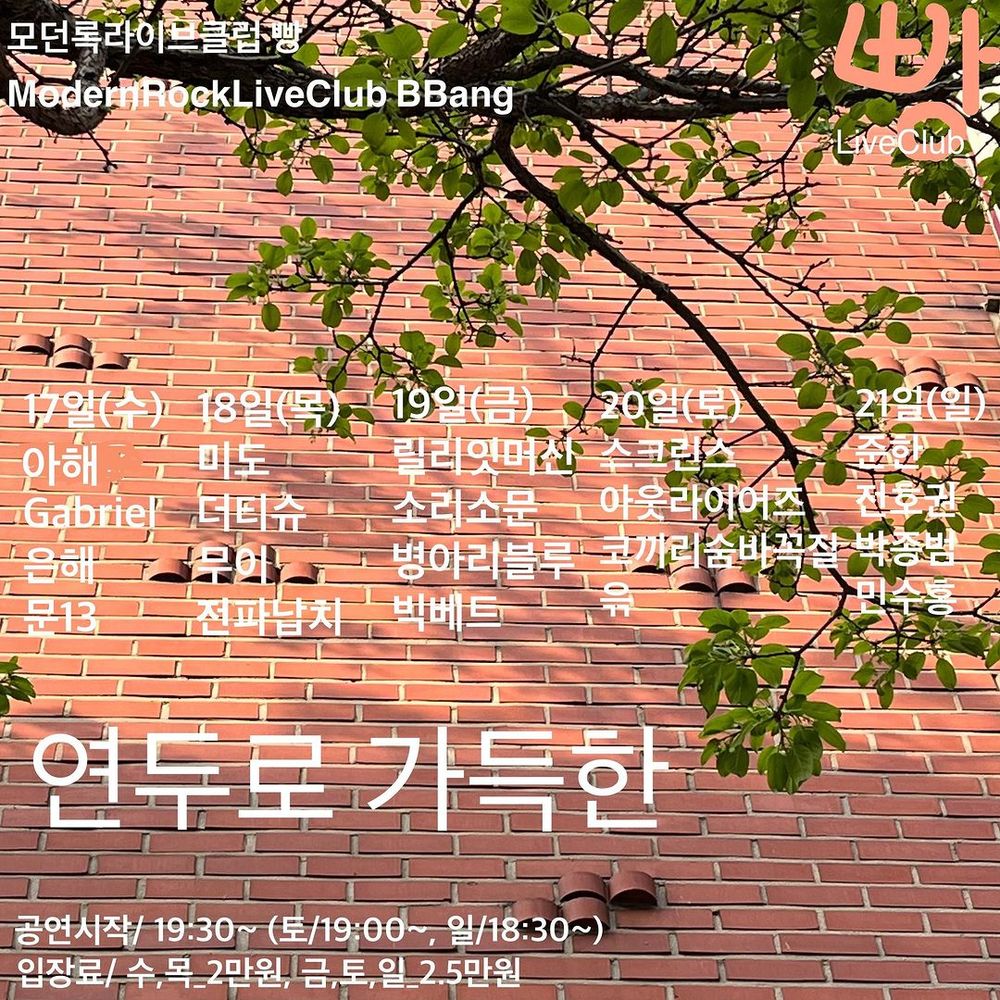 모던록라이브클럽 빵
ModernRockLiveClub BBang
빵
LiveClub
17일(수)
아해
Gabriel
은해
문13
18일(목)
미도
더티슈
무이
전파납치
19일(금)
릴리잇머신
소리소문
병아리블루
빅베트
20일(토)
스크린스
아웃라이어즈
코끼리숨바꼭질
윢
21일(일)
준한
전호권
박종범
민수홍
연두로 가득한
공연시작/ 19:30~ (토/19:00~, 일/18:30~)
입장료/ 수,목_2만원, 금,토,일_2.5만원